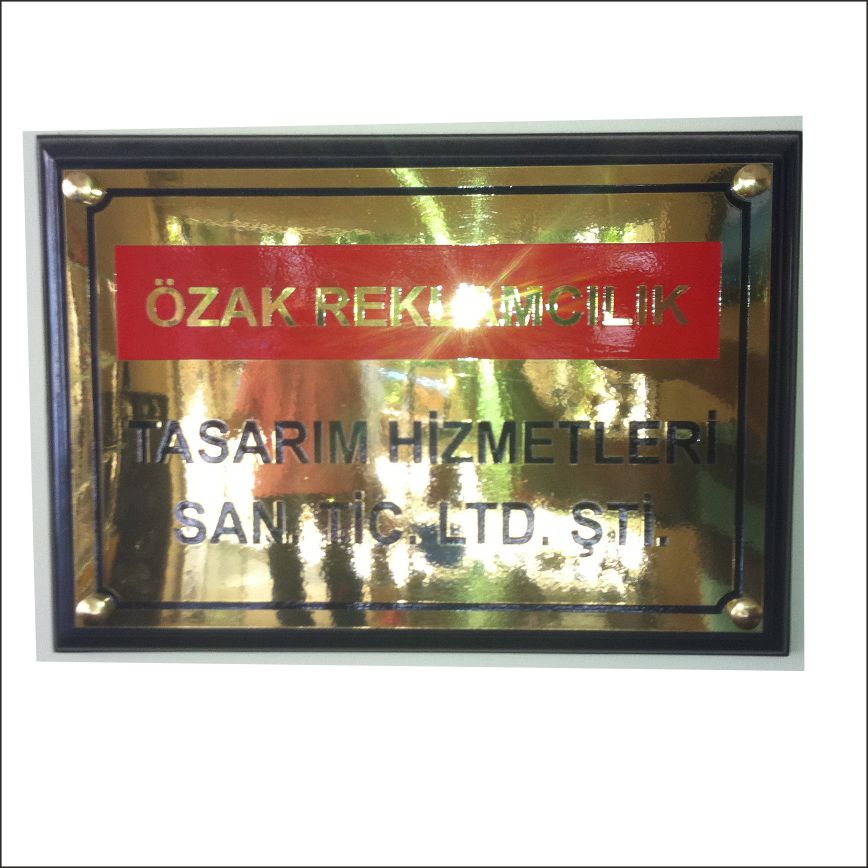 ÖZAK REKLAMCILIK
TASARIM HİZMETLERİ
SAN. TİC. LTD. ŞTİ.